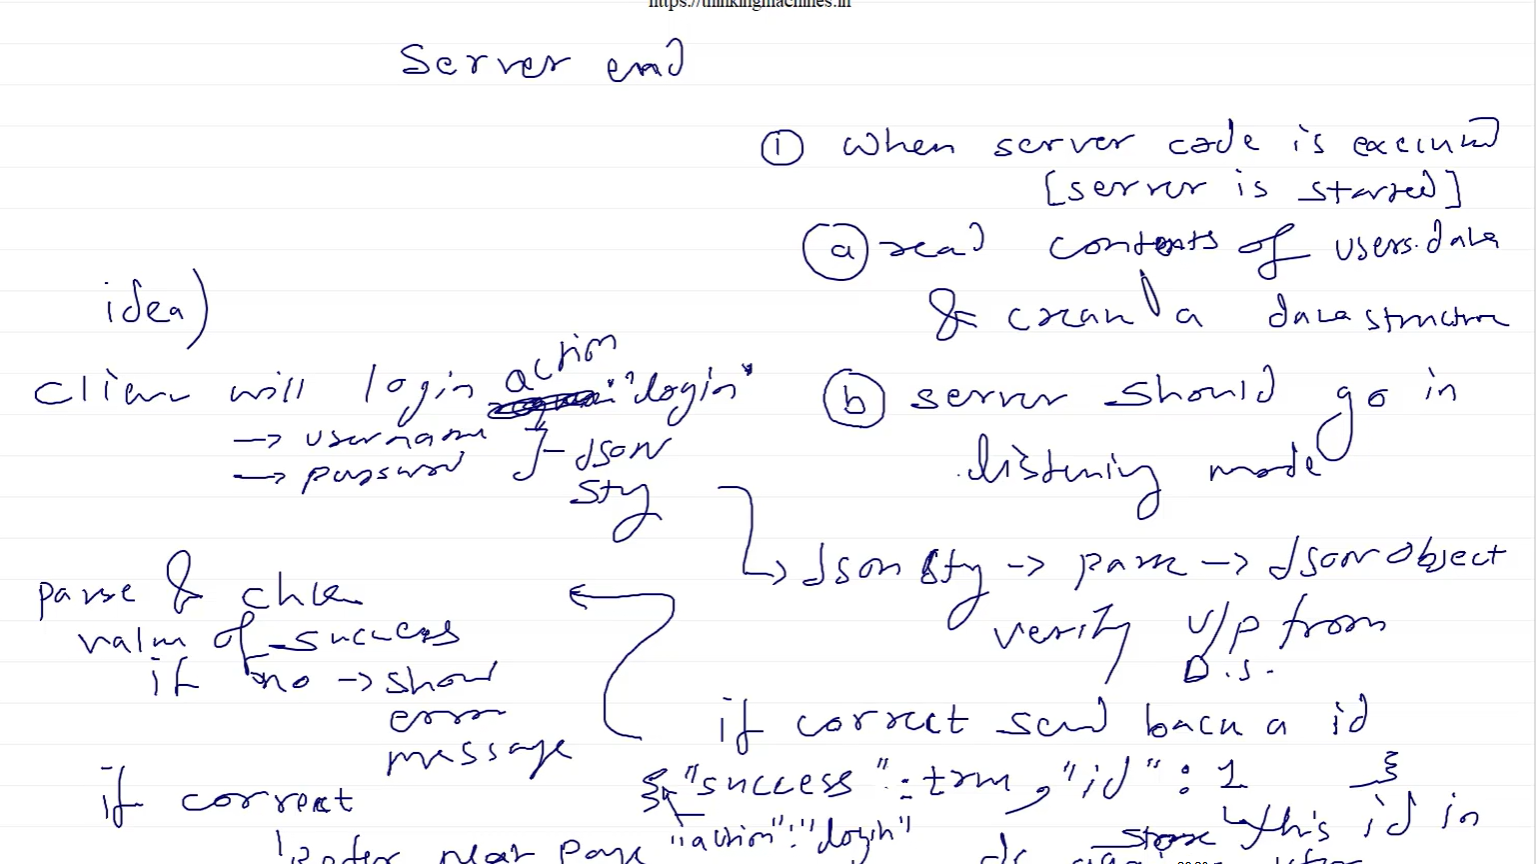 https://thinkingmachines.in
Server end
① when server code is executed
[server is started]
ⓐ read contents of users.data
& create a data structure
ⓑ server should go in
listening mode
idea)
client will login action : "login"
→ username
→ password } - JSON
Stg
→ JSON Stg → parse → JSON Object
verify u/p from
D.S.
if correct send back a id
{ "success" : true, "id" : 1 }
"action" : "login"
store this id in
ds against
parse & check
value of success
if no → show
error
message
if correct
next page